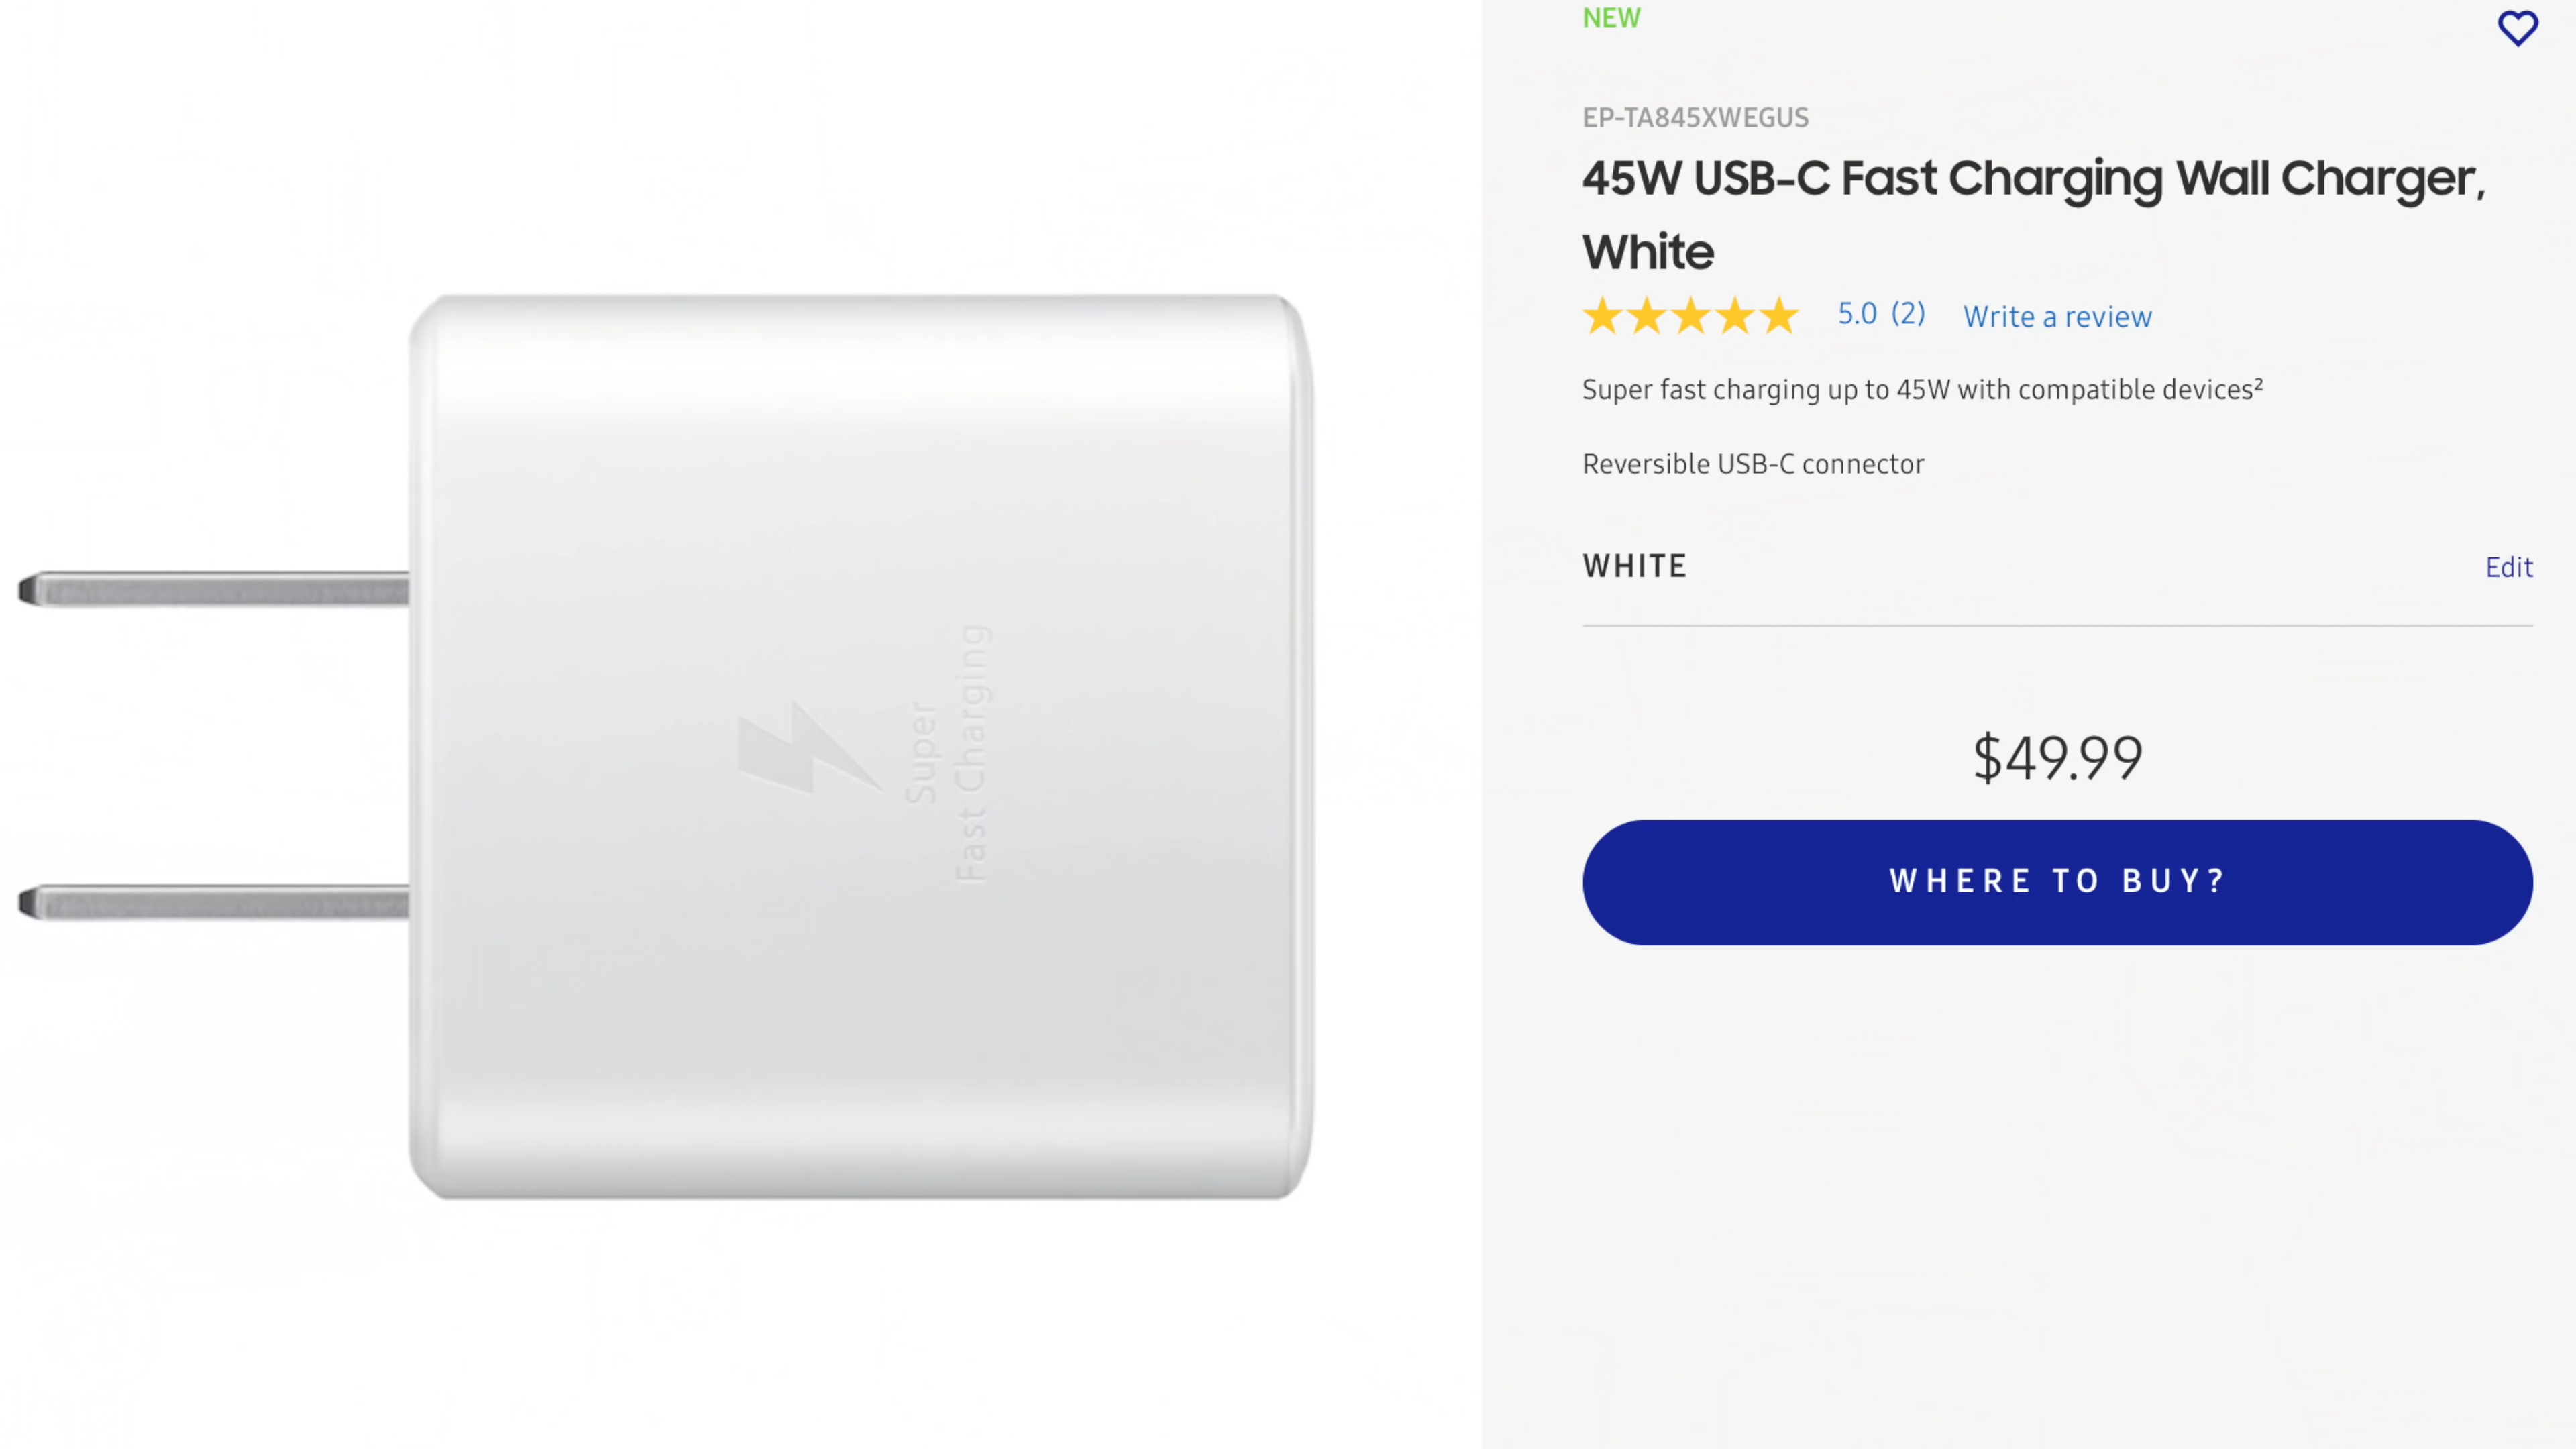 Super
Fast Charging
NEW
EP-TA845XWEGUS
45W USB-C Fast Charging Wall Charger,
White
5.0 (2) Write a review
Super fast charging up to 45W with compatible devices²
Reversible USB-C connector
WHITE Edit
$49.99
WHERE TO BUY?